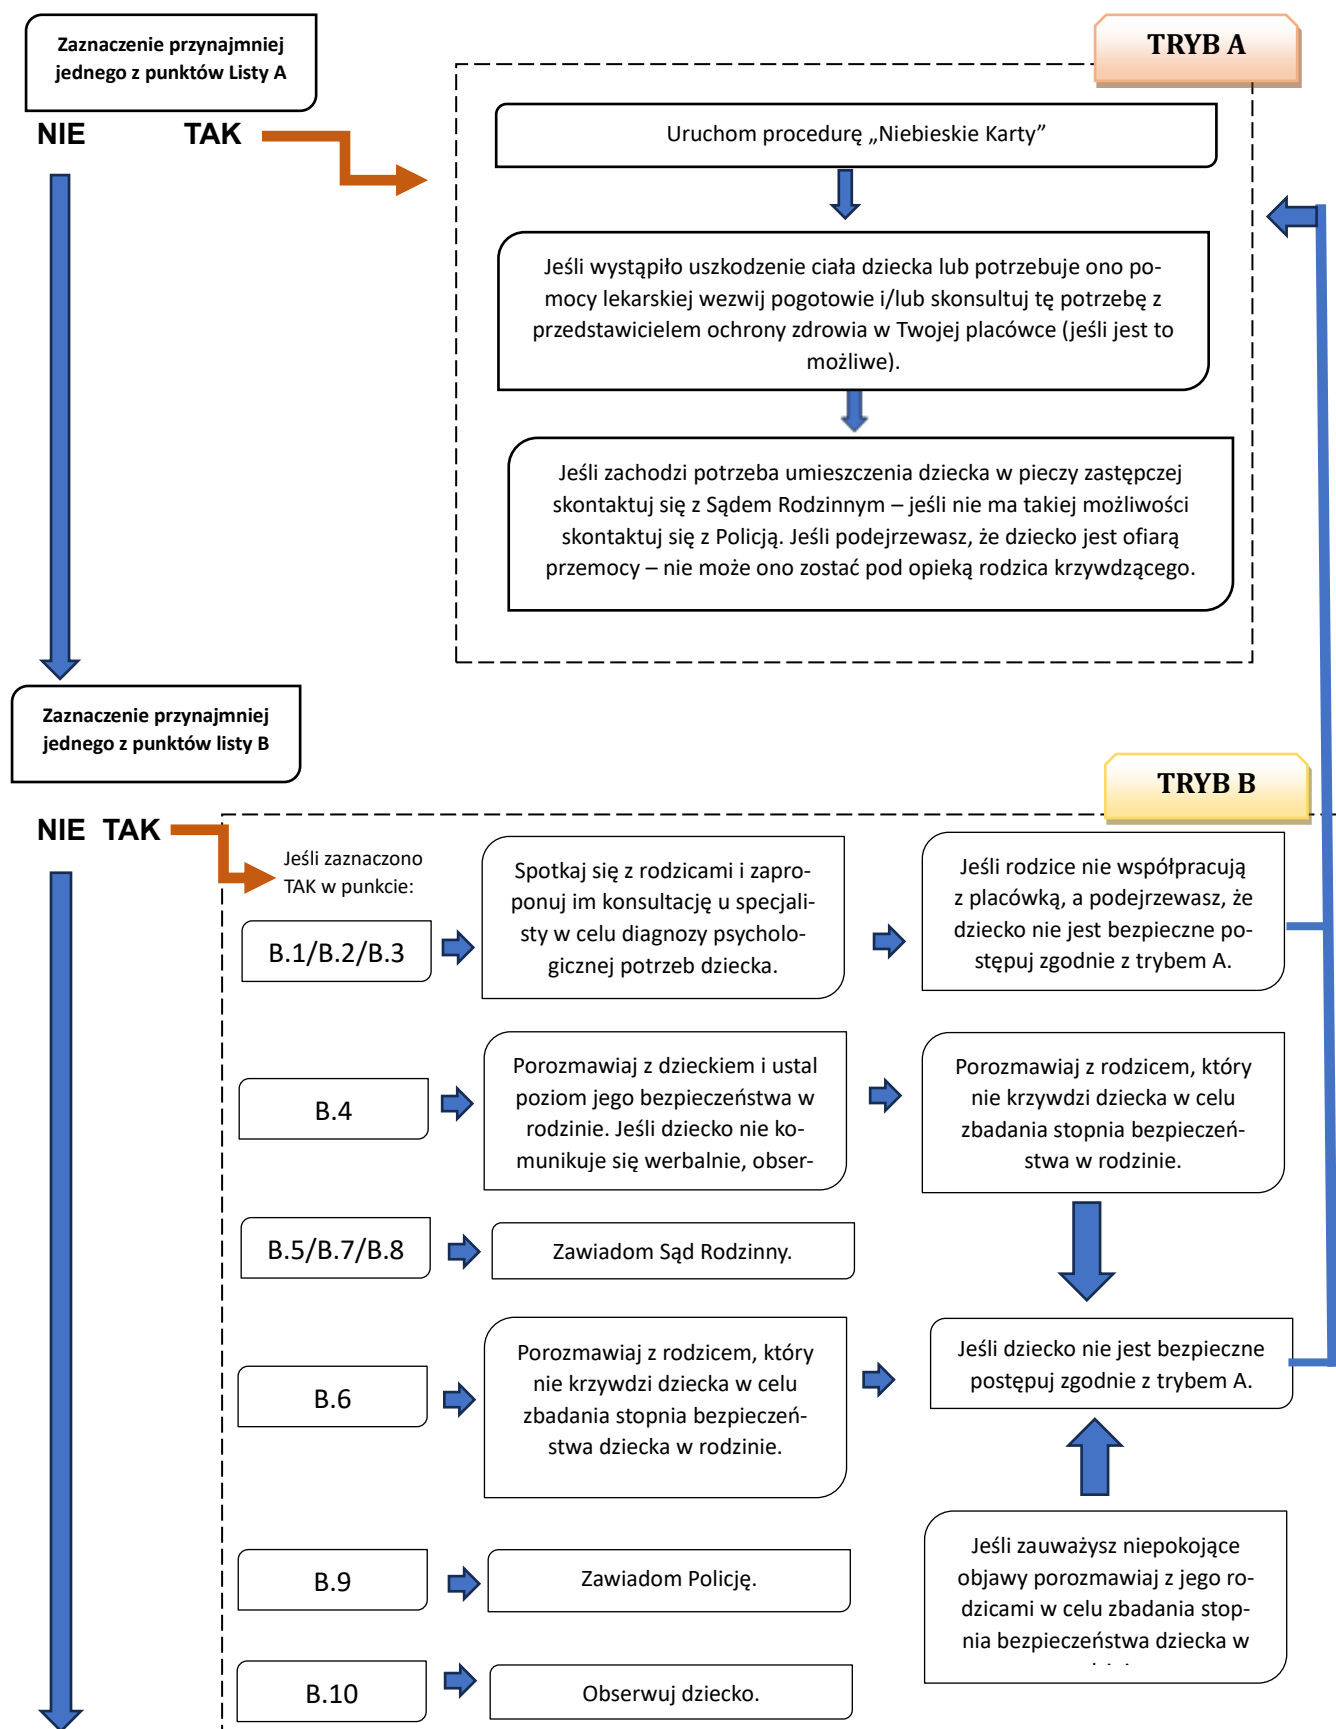 Zaznaczenie przynajmniej
jednego z punktów Listy A
NIE TAK
TRYB A
Uruchom procedurę „Niebieskie Karty”
Jeśli wystąpiło uszkodzenie ciała dziecka lub potrzebuje ono po-
mocy lekarskiej wezwij pogotowie i/lub skonsultuj tę potrzebę z
przedstawicielem ochrony zdrowia w Twojej placówce (jeśli jest to
możliwe).
Jeśli zachodzi potrzeba umieszczenia dziecka w pieczy zastępczej
skontaktuj się z Sądem Rodzinnym – jeśli nie ma takiej możliwości
skontaktuj się z Policją. Jeśli podejrzewasz, że dziecko jest ofiarą
przemocy – nie może ono zostać pod opieką rodzica krzywdzącego.
Zaznaczenie przynajmniej
jednego z punktów listy B
NIE TAK
TRYB B
Jeśli zaznaczono
TAK w punkcie:
B.1/B.2/B.3
Spotkaj się z rodzicami i zapro-
ponuj im konsultację u specjali-
sty w celu diagnozy psycholo-
gicznej potrzeb dziecka.
Jeśli rodzice nie współpracują
z placówką, a podejrzewasz, że
dziecko nie jest bezpieczne po-
stępuj zgodnie z trybem A.
B.4
Porozmawiaj z dzieckiem i ustal
poziom jego bezpieczeństwa w
rodzinie. Jeśli dziecko nie ko-
munikuje się werbalnie, obser-
Porozmawiaj z rodzicem, który
nie krzywdzi dziecka w celu
zbadania stopnia bezpieczeń-
stwa w rodzinie.
B.5/B.7/B.8
Zawiadom Sąd Rodzinny.
B.6
Porozmawiaj z rodzicem, który
nie krzywdzi dziecka w celu
zbadania stopnia bezpieczeń-
stwa dziecka w rodzinie.
Jeśli dziecko nie jest bezpieczne
postępuj zgodnie z trybem A.
B.9
Zawiadom Policję.
Jeśli zauważysz niepokojące
objawy porozmawiaj z jego ro-
dzicami w celu zbadania stop-
nia bezpieczeństwa dziecka w
B.10
Obserwuj dziecko.